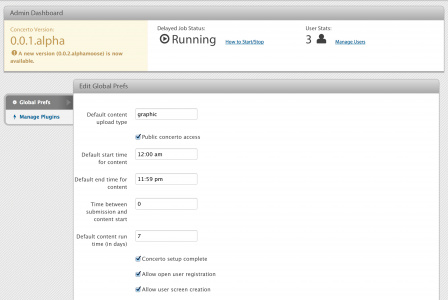 Admin Dashboard
Concerto Version:
0.0.1.alpha
A new version (0.0.2.alphamoose) is now
available.
Delayed Job Status:
Running
How to Start/Stop
User Stats:
3
Manage Users
Global Prefs
Manage Plugins
Edit Global Prefs
Default content
upload type
graphic
Public concerto access
Default start time
for content
12:00 am
Default end time for
content
11:59 pm
Time between
submission and
content start
0
Default content run
time (in days)
7
Concerto setup complete
Allow open user registration
Allow user screen creation